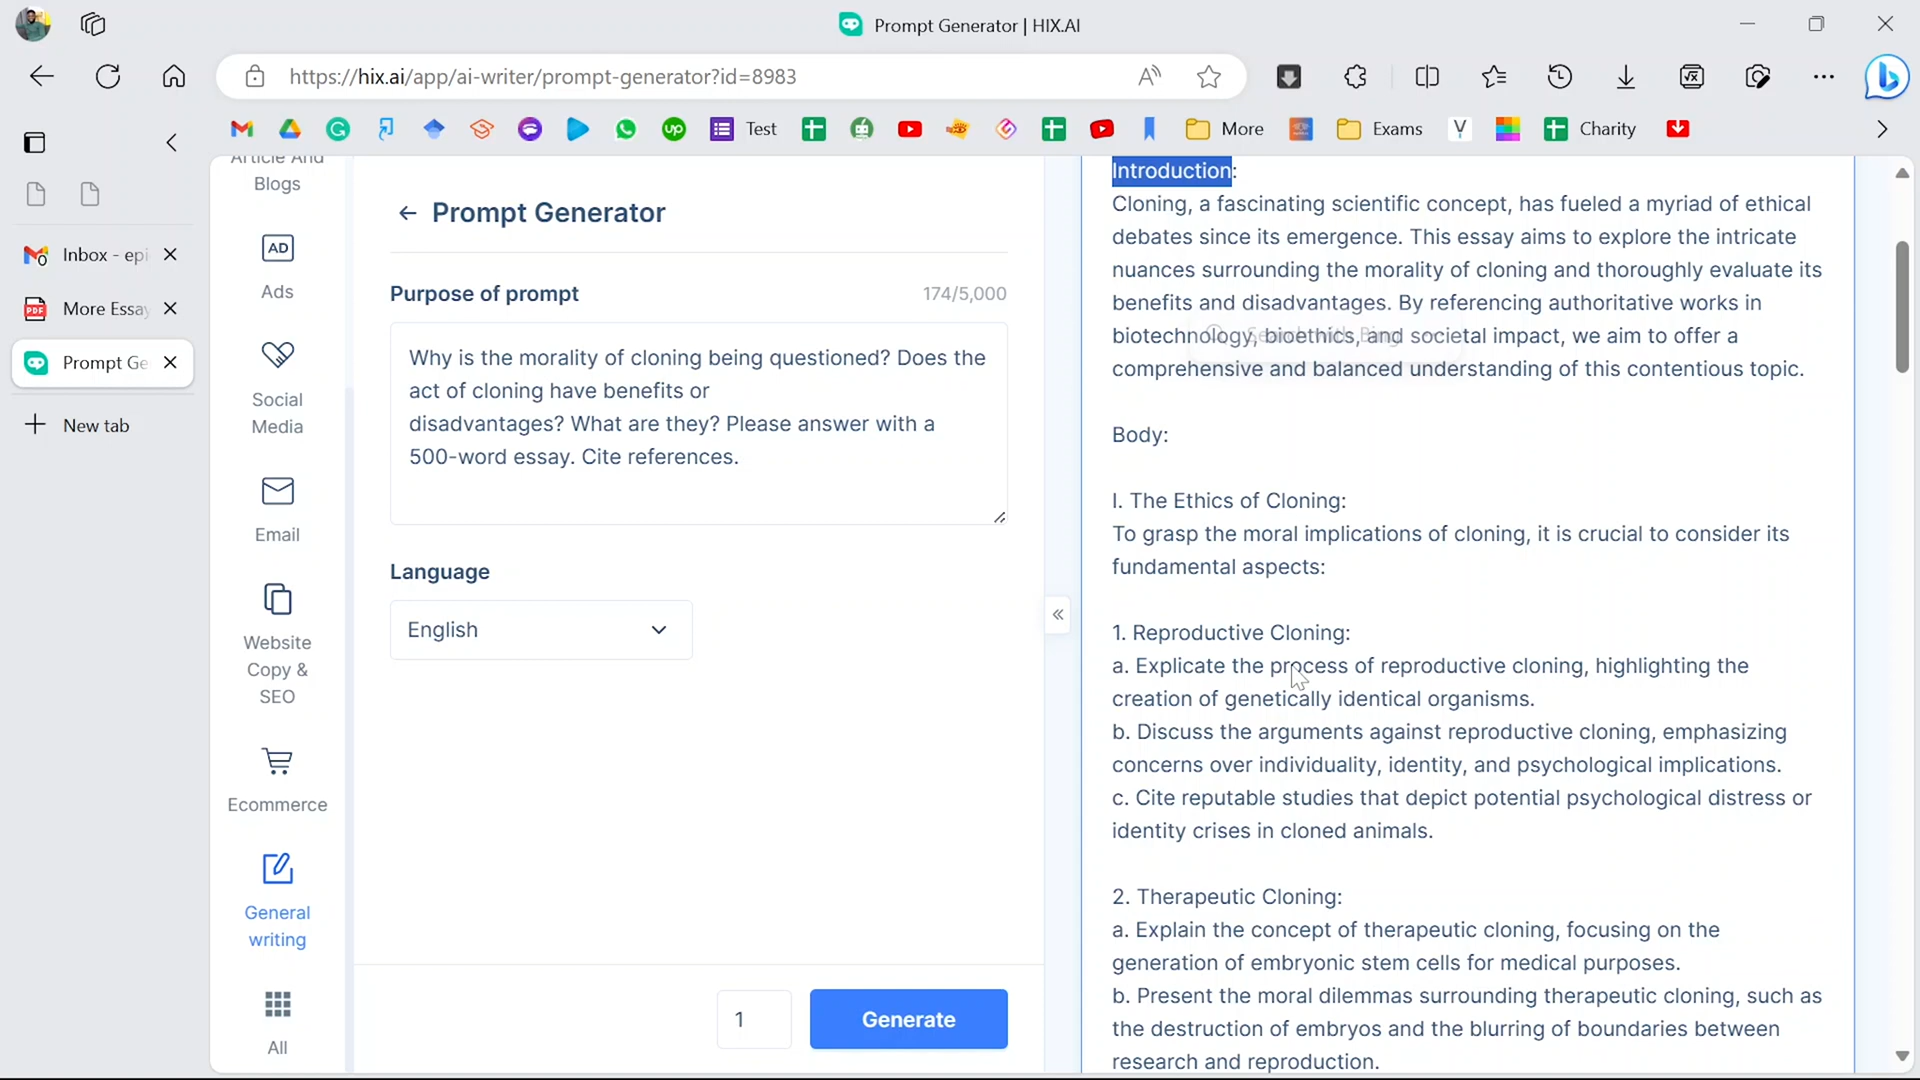 Prompt Generator | HIX.AI
https://hix.ai/app/ai-writer/prompt-generator?id=8983
up
Test
More
Exams
Charity
Inbox - epi
More Essay
Prompt Ge
New tab
Article And
Blogs
AD
Ads
Social
Media
Email
Website
Copy &
SEO
Ecommerce
General
writing
All
Prompt Generator
Purpose of prompt
174/5,000
Why is the morality of cloning being questioned? Does the
act of cloning have benefits or
disadvantages? What are they? Please answer with a
500-word essay. Cite references.
Language
English
1
Generate
Introduction:
Cloning, a fascinating scientific concept, has fueled a myriad of ethical
debates since its emergence. This essay aims to explore the intricate
nuances surrounding the morality of cloning and thoroughly evaluate its
benefits and disadvantages. By referencing authoritative works in
biotechnology, bioethics, and societal impact, we aim to offer a
comprehensive and balanced understanding of this contentious topic.
Body:
I. The Ethics of Cloning:
To grasp the moral implications of cloning, it is crucial to consider its
fundamental aspects:
1. Reproductive Cloning:
a. Explicate the process of reproductive cloning, highlighting the
creation of genetically identical organisms.
b. Discuss the arguments against reproductive cloning, emphasizing
concerns over individuality, identity, and psychological implications.
c. Cite reputable studies that depict potential psychological distress or
identity crises in cloned animals.
2. Therapeutic Cloning:
a. Explain the concept of therapeutic cloning, focusing on the
generation of embryonic stem cells for medical purposes.
b. Present the moral dilemmas surrounding therapeutic cloning, such as
the destruction of embryos and the blurring of boundaries between
research and reproduction.